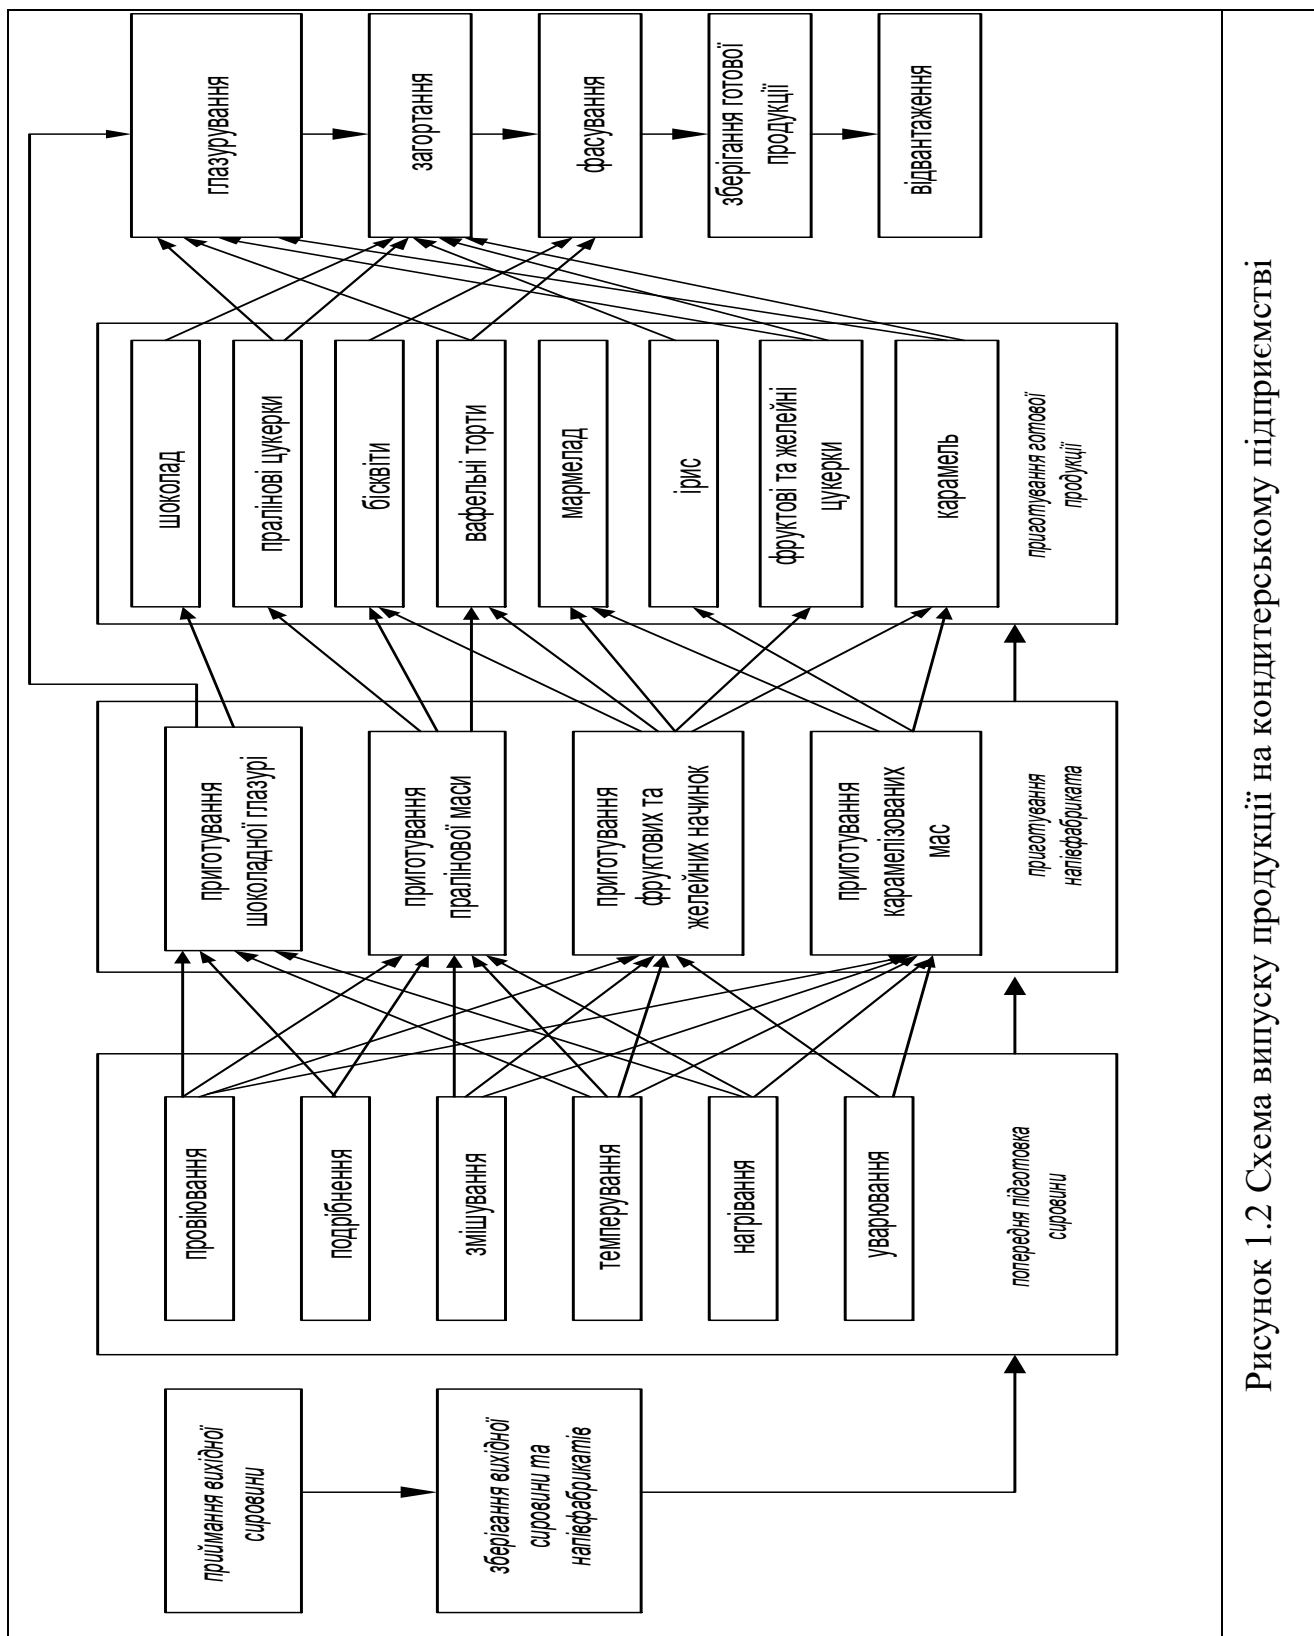 приймання вихідної
сировини
зберігання вихідної
сировини та
напівфабрикатів
провіювання
подрібнення
змішування
темперування
нагрівання
уварювання
попередня підготовка
сировини
приготування
шоколадної глазурі
приготування
пралінової маси
приготування
фруктових та
желейних начинок
приготування
карамелізованих
мас
приготування
напівфабриката
шоколад
пралінові цукерки
бісквіти
вафельні торти
мармелад
ірис
фруктові та желейні
цукерки
карамель
приготування готової
продукції
глазурування
загортання
фасування
зберігання готової
продукції
відвантаження
Рисунок 1.2 Схема випуску продукції на кондитерському підприємстві